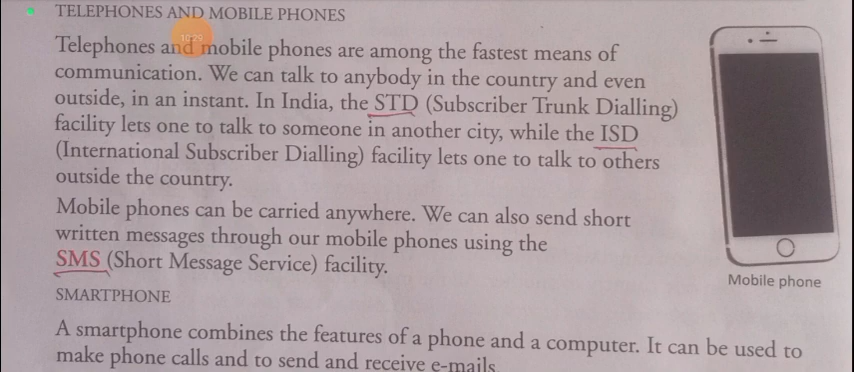 TELEPHONES AND MOBILE PHONES
10:29
Telephones and mobile phones are among the fastest means of
communication. We can talk to anybody in the country and even
outside, in an instant. In India, the STD (Subscriber Trunk Dialling)
facility lets one to talk to someone in another city, while the ISD
(International Subscriber Dialling) facility lets one to talk to others
outside the country.
Mobile phones can be carried anywhere. We can also send short
written messages through our mobile phones using the
SMS (Short Message Service) facility.
Mobile phone
SMARTPHONE
A smartphone combines the features of a phone and a computer. It can be used to
make phone calls and to send and receive e-mails.